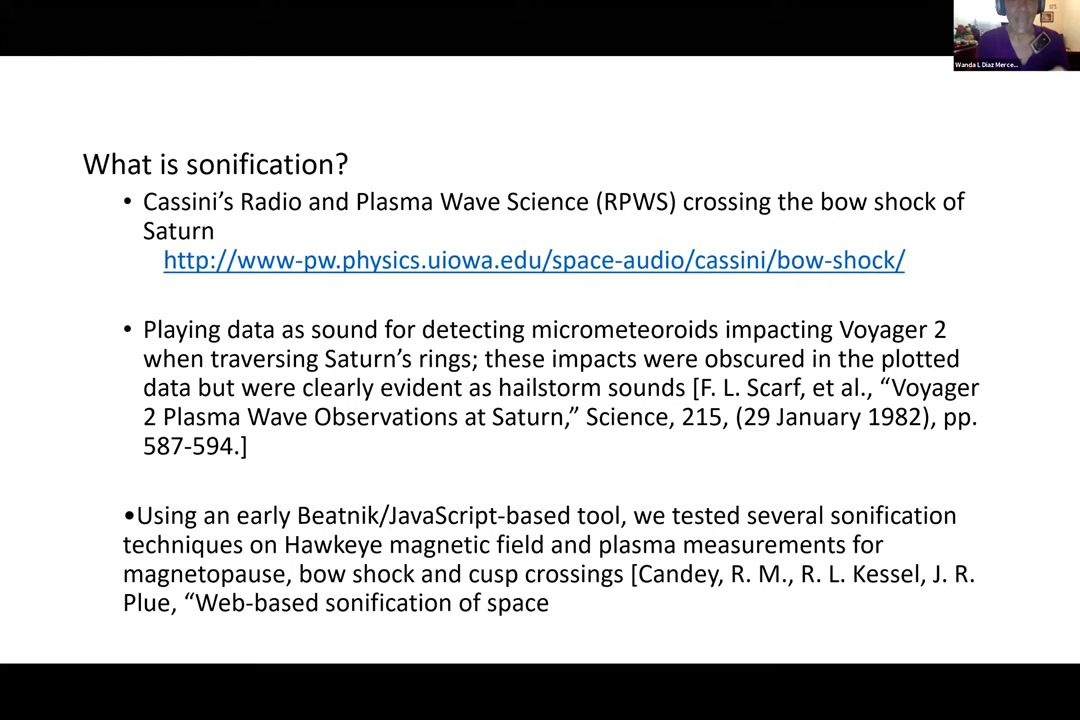 Wanda L Diaz Merce...
What is sonification?
• Cassini’s Radio and Plasma Wave Science (RPWS) crossing the bow shock of
Saturn
http://www-pw.physics.uiowa.edu/space-audio/cassini/bow-shock/
• Playing data as sound for detecting micrometeoroids impacting Voyager 2
when traversing Saturn’s rings; these impacts were obscured in the plotted
data but were clearly evident as hailstorm sounds [F. L. Scarf, et al., “Voyager
2 Plasma Wave Observations at Saturn,” Science, 215, (29 January 1982), pp.
587-594.]
•Using an early Beatnik/JavaScript-based tool, we tested several sonification
techniques on Hawkeye magnetic field and plasma measurements for
magnetopause, bow shock and cusp crossings [Candey, R. M., R. L. Kessel, J. R.
Plue, “Web-based sonification of space